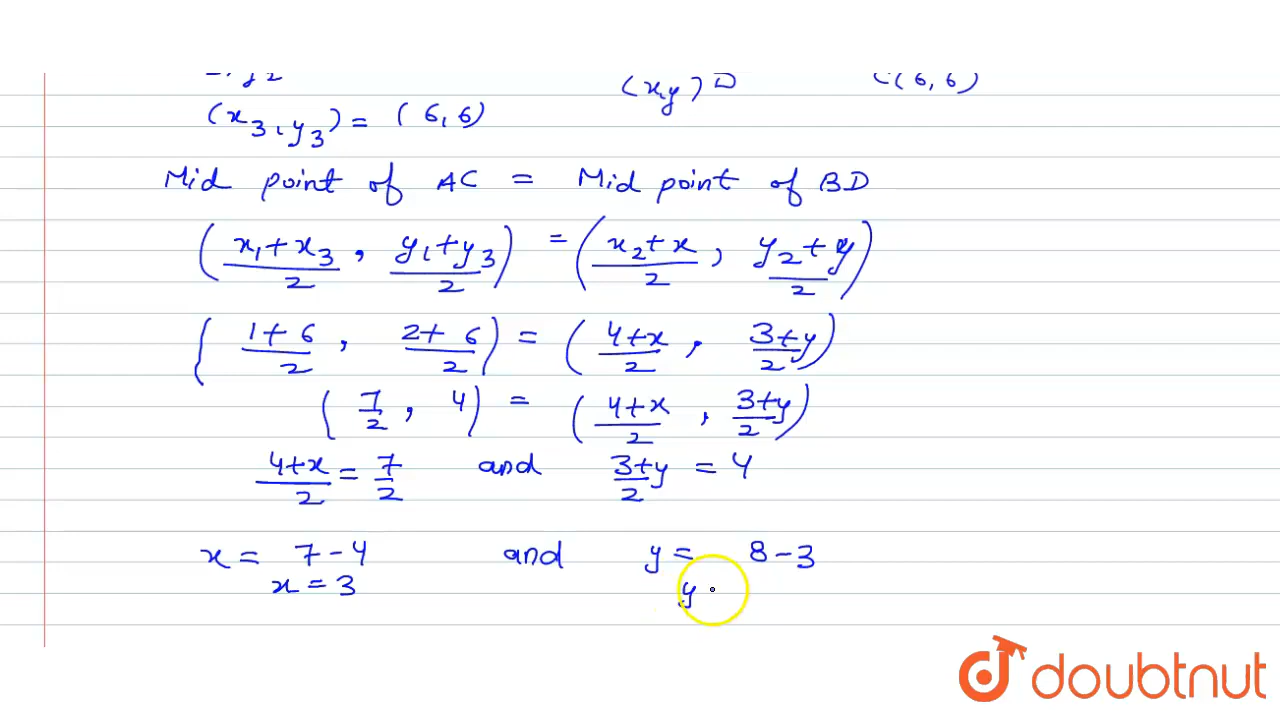 (x3, y3) = (6, 6)
(x, y) D
C(6, 6)
Mid point of AC = Mid point of BD
(x1+x3/2, y1+y3/2) = (x2+x/2, y2+y/2)
(1+6/2, 2+6/2) = (4+x/2, 3+y/2)
(7/2, 4) = (4+x/2, 3+y/2)
4+x/2 = 7/2 and 3+y/2 = 4
x = 7-4 and y = 8-3
x = 3 y
doubtnut